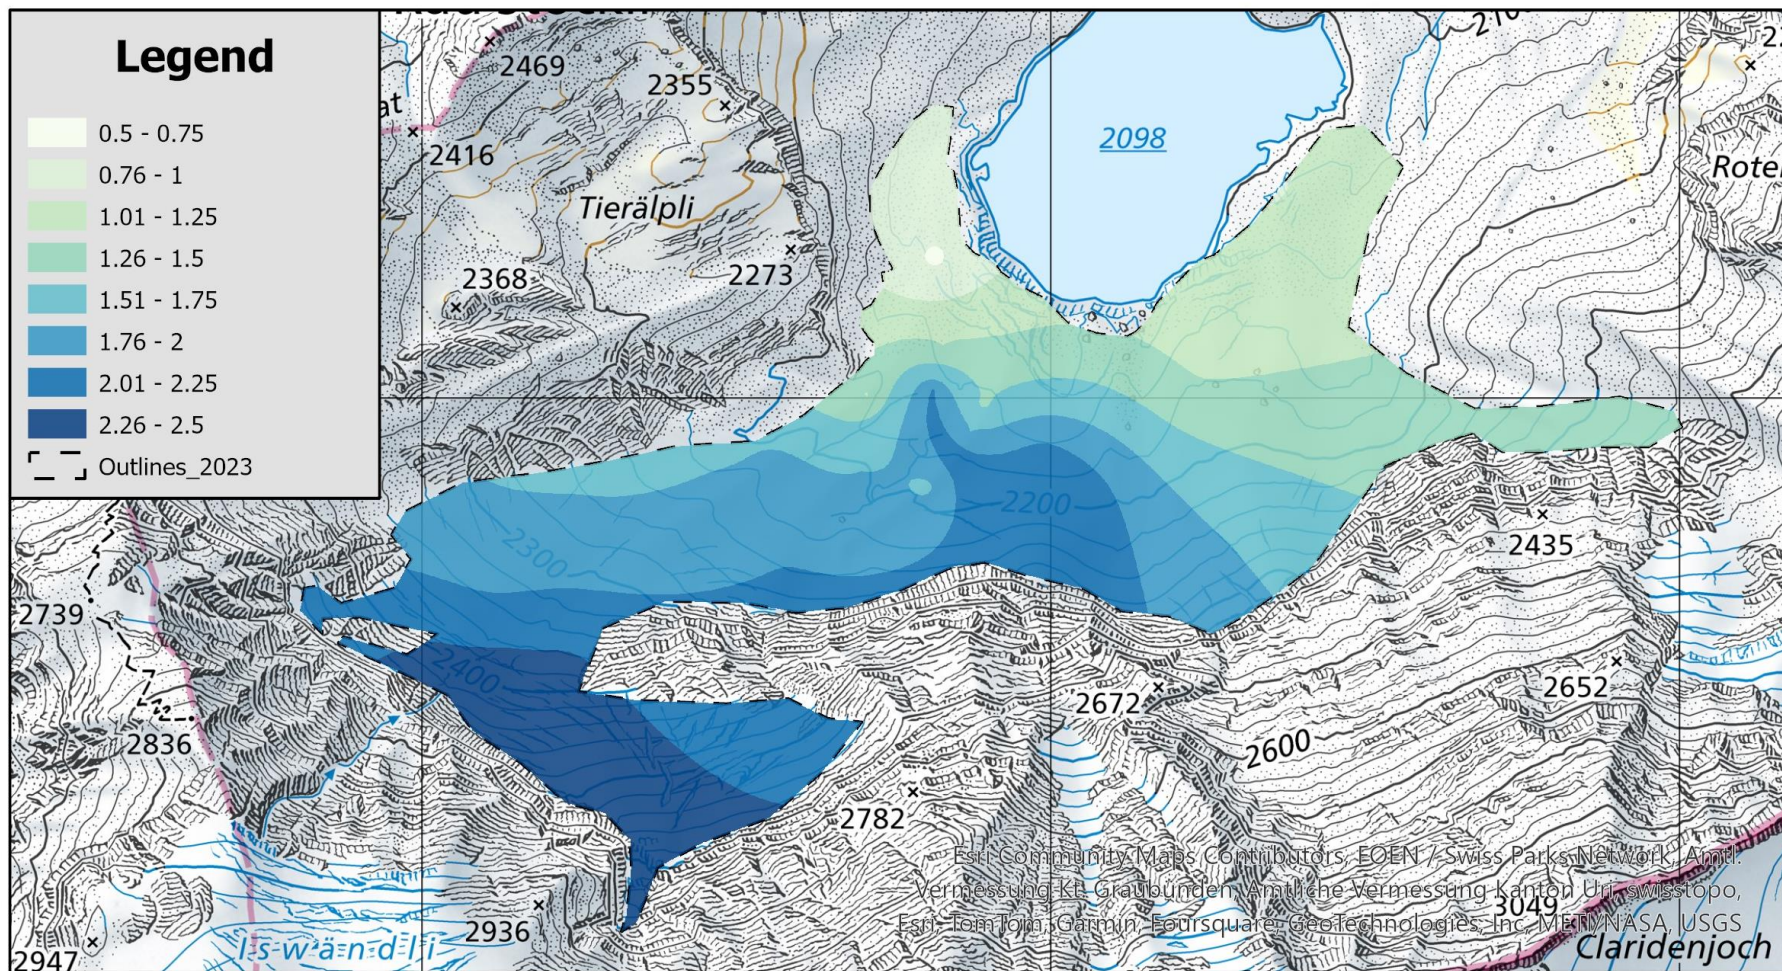 Legend
0.5 - 0.75
0.76 - 1
1.01 - 1.25
1.26 - 1.5
1.51 - 1.75
1.76 - 2
2.01 - 2.25
2.26 - 2.5
Outlines_2023
2469
2355
2416
Tierälpli
2368
2273
2098
2300
2200
2400
2435
2739
2836
2672
2652
2600
2782
2936
2947
Iswändli
3049
Claridenjoch
Esri Community Maps Contributors, FOEN / Swiss Parks Network, Amtl.
Vermessung Kt. Graubünden, Amtliche Vermessung Kanton Uri, swisstopo,
Esri, TomTom, Garmin, Foursquare, GeoTechnologies, Inc, METI/NASA, USGS